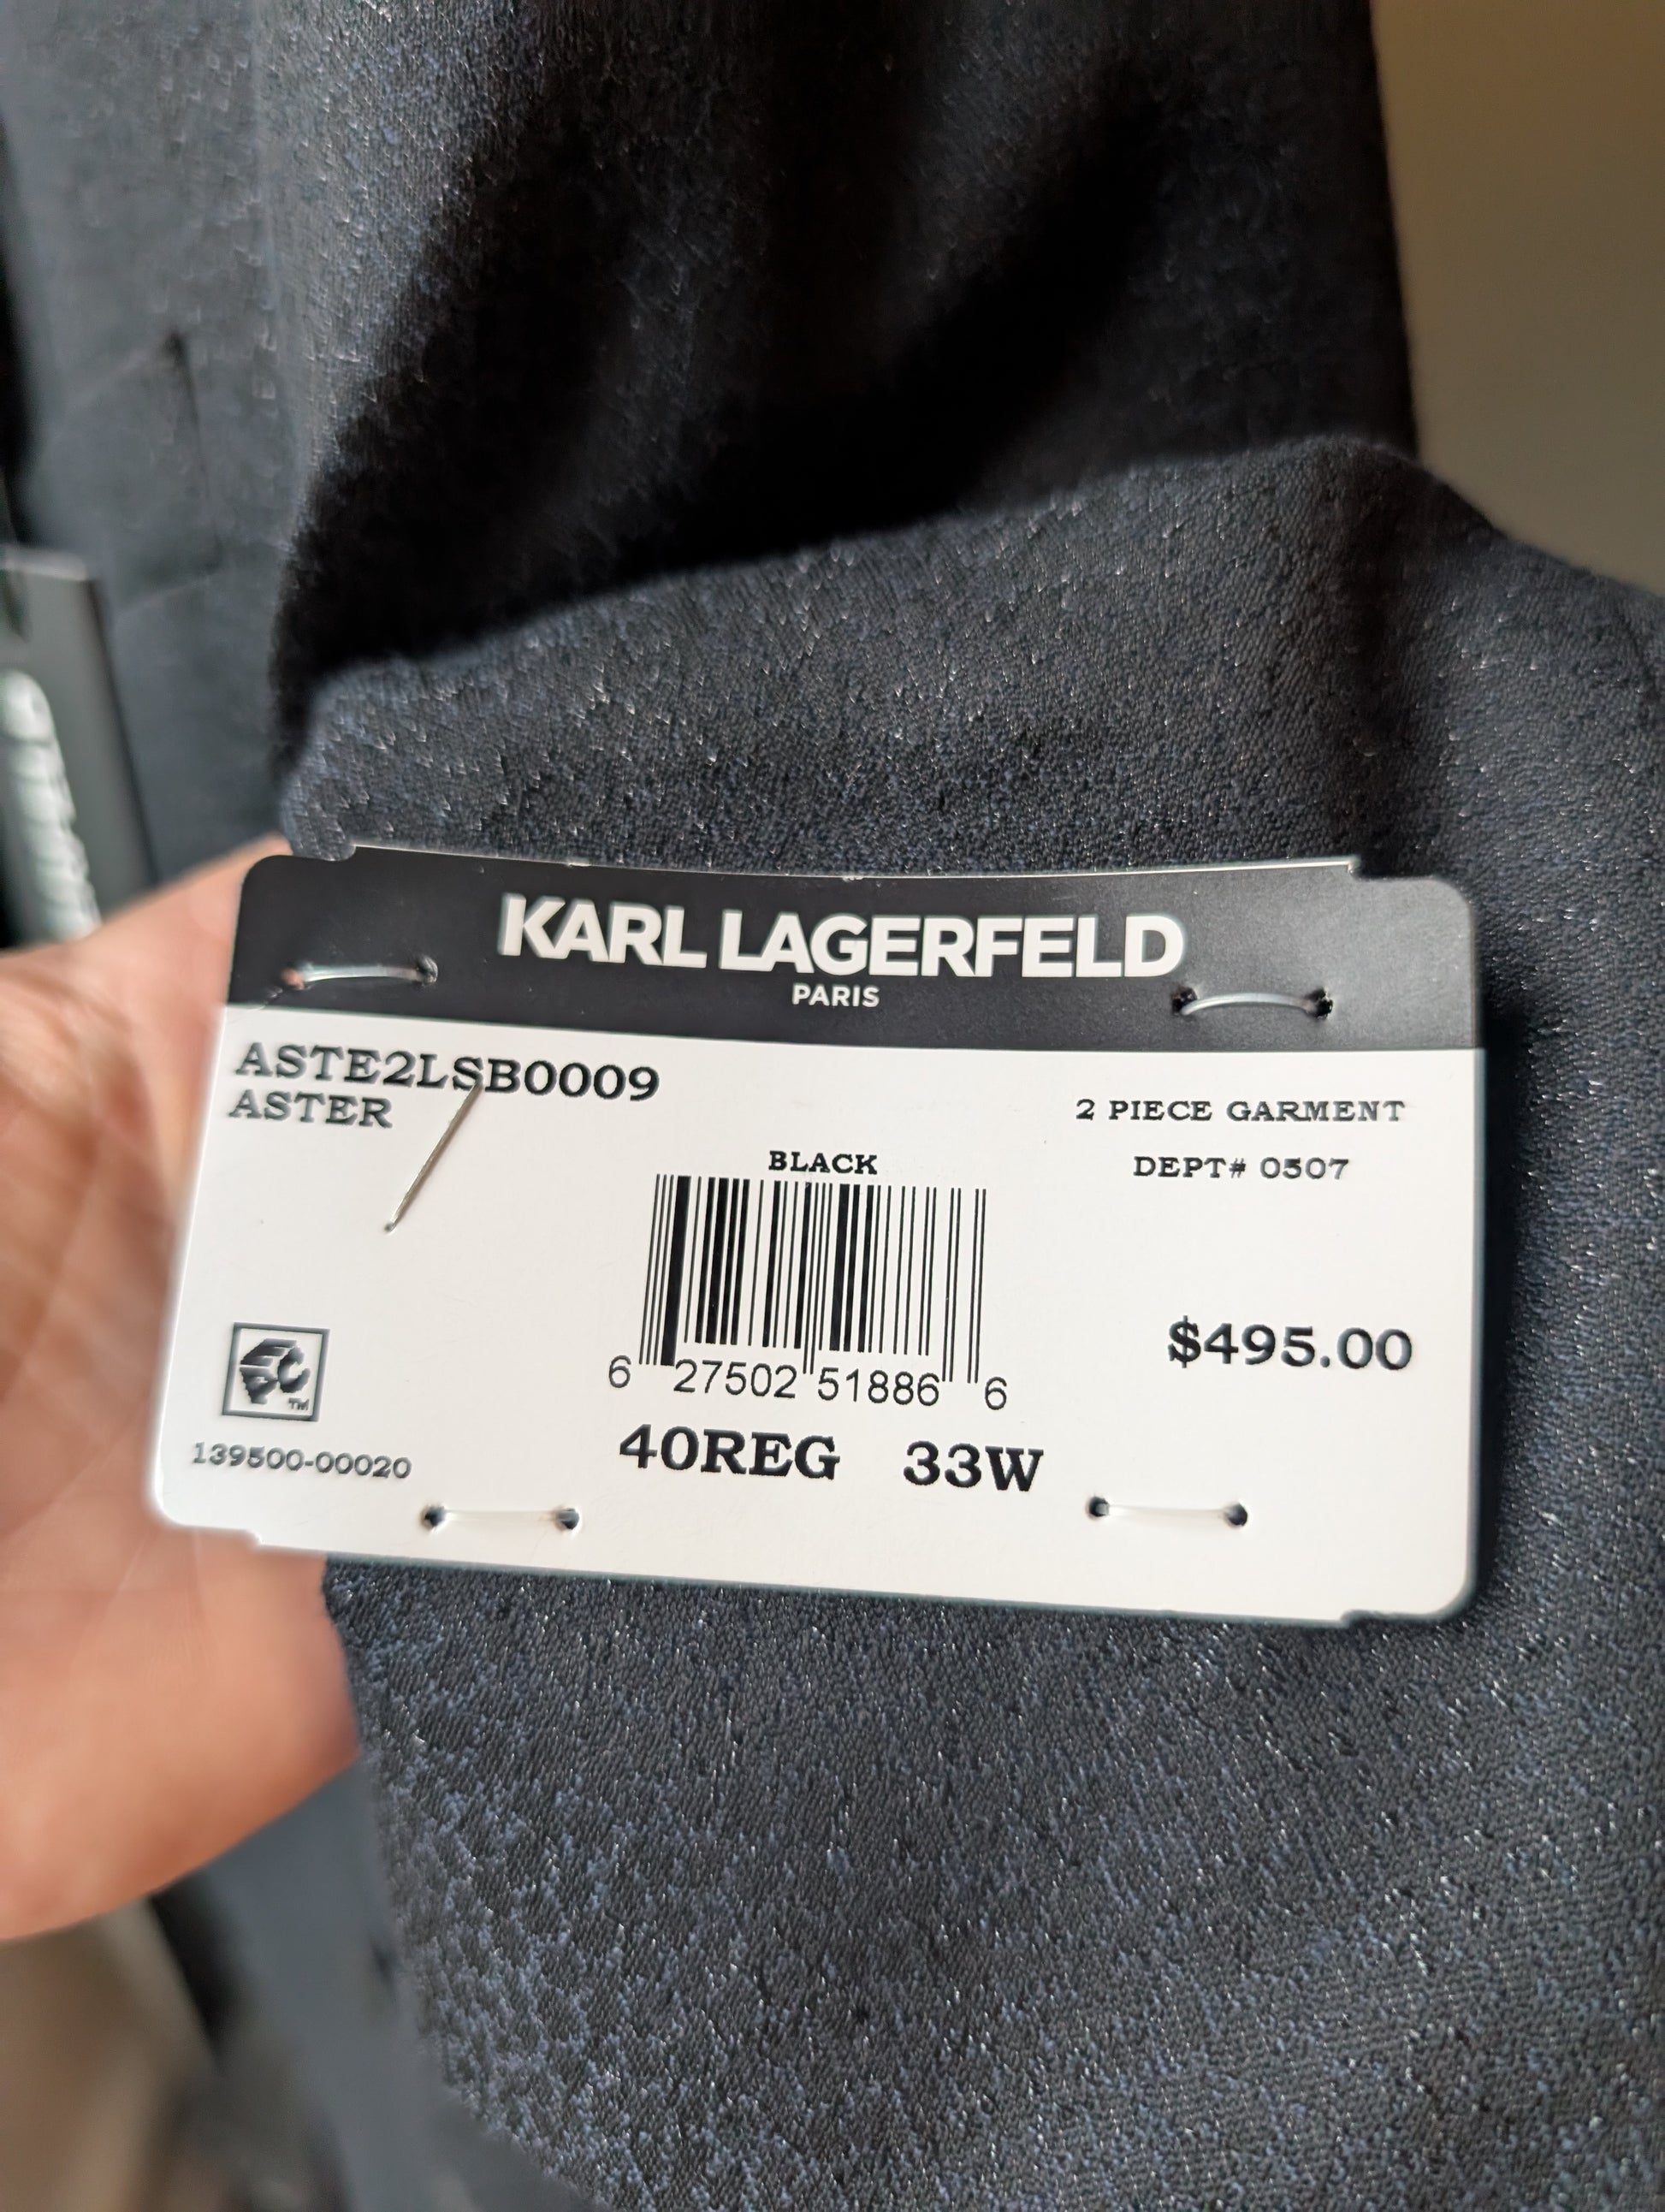 KARL LAGERFELD
PARIS
ASTE2LSB0009
ASTER
2 PIECE GARMENT
DEPT# 0507
BLACK
6 27502 51886 6
$495.00
TM
139500-00020
40REG 33W